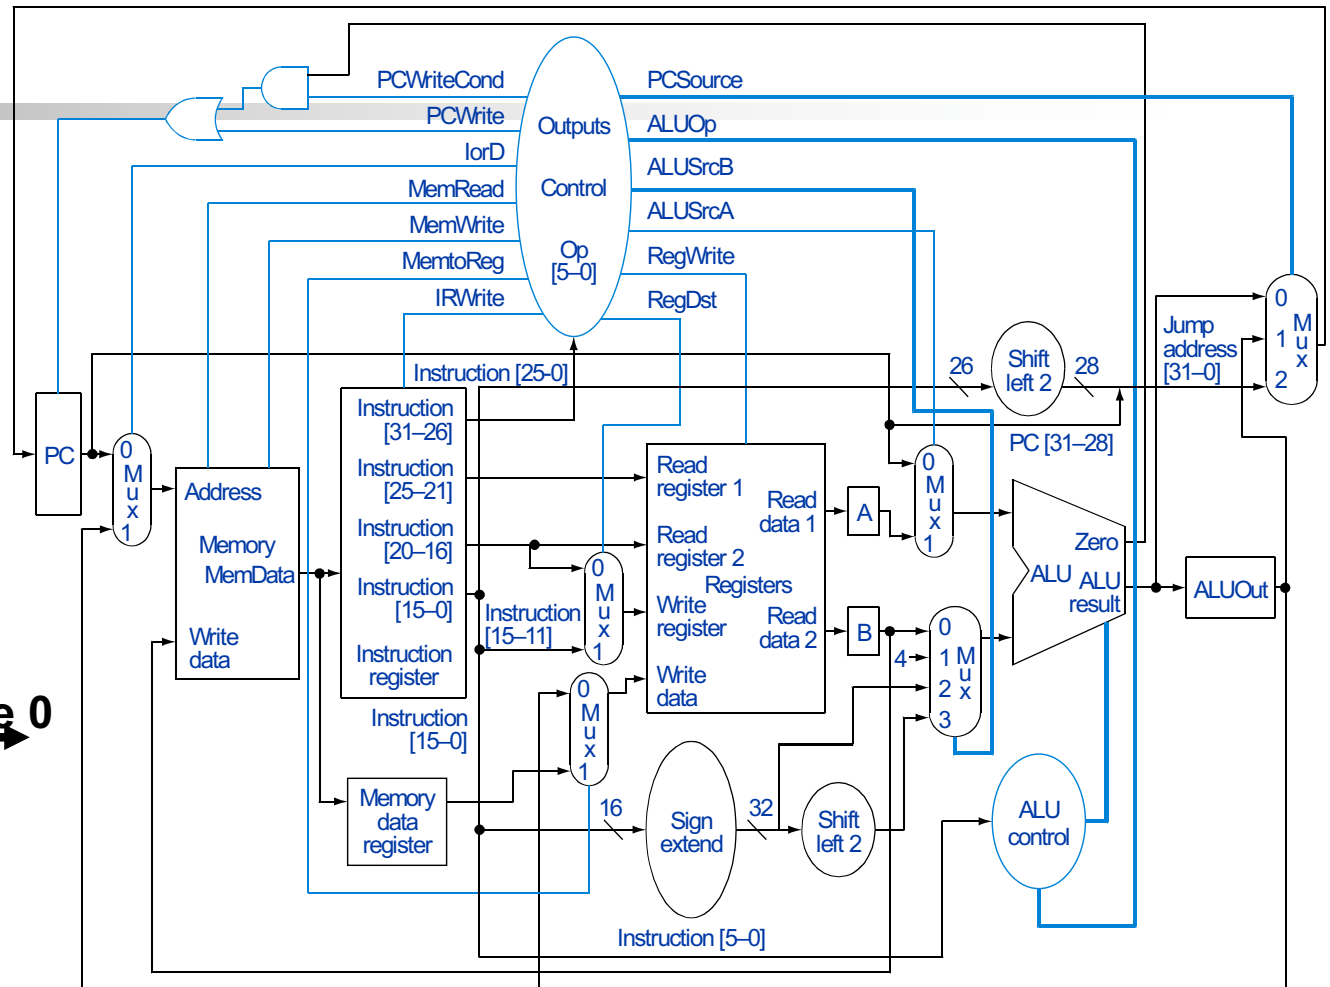 PCWriteCond
PCWrite
IorD
MemRead
MemWrite
MemtoReg
IRWrite
Outputs
Control
Op
[5–0]
PCSource
ALUOp
ALUSrcB
ALUSrcA
RegWrite
RegDst
Instruction [25-0]
26
Shift
left 2
28
Jump
address
[31–0]
0
1
2
M
u
x
PC [31–28]
PC
0
M
u
x
1
Address
Memory
MemData
Write
data
Instruction
[31–26]
Instruction
[25–21]
Instruction
[20–16]
Instruction
[15–0]
Instruction
register
Instruction
[15–0]
Instruction
[15–11]
0
M
u
x
1
0
M
u
x
1
Read
register 1
Read
register 2
Registers
Write
register
Write
data
Read
data 1
Read
data 2
A
B
0
M
u
x
1
4
0
1
2
3
M
u
x
Zero
ALU
ALU
result
ALUOut
e 0
Memory
data
register
16
Sign
extend
32
Shift
left 2
ALU
control
Instruction [5–0]